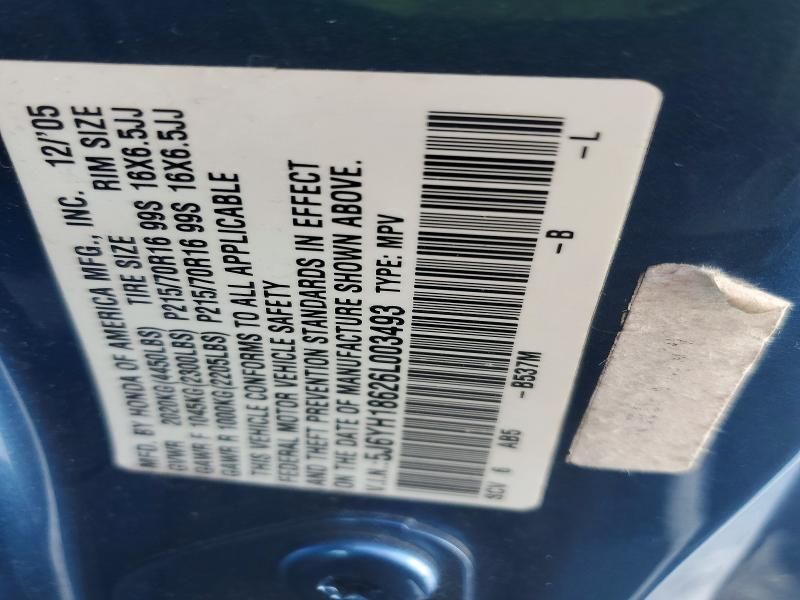 MFD. BY HONDA OF AMERICA MFG., INC. 12/'05
GVWR 2020KG(4450LBS) TIRE SIZE RIM SIZE
GAWR F 1045KG(2300LBS) P215/70R16 99S 16X6.5JJ
GAWR R 1000KG(2205LBS) P215/70R16 99S 16X6.5JJ
THIS VEHICLE CONFORMS TO ALL APPLICABLE
FEDERAL MOTOR VEHICLE SAFETY
AND THEFT PREVENTION STANDARDS IN EFFECT
ON THE DATE OF MANUFACTURE SHOWN ABOVE.
V.I.N.:5J6YH18626L003493 TYPE: MPV
SCV 6 AB5 -B537M -B -L